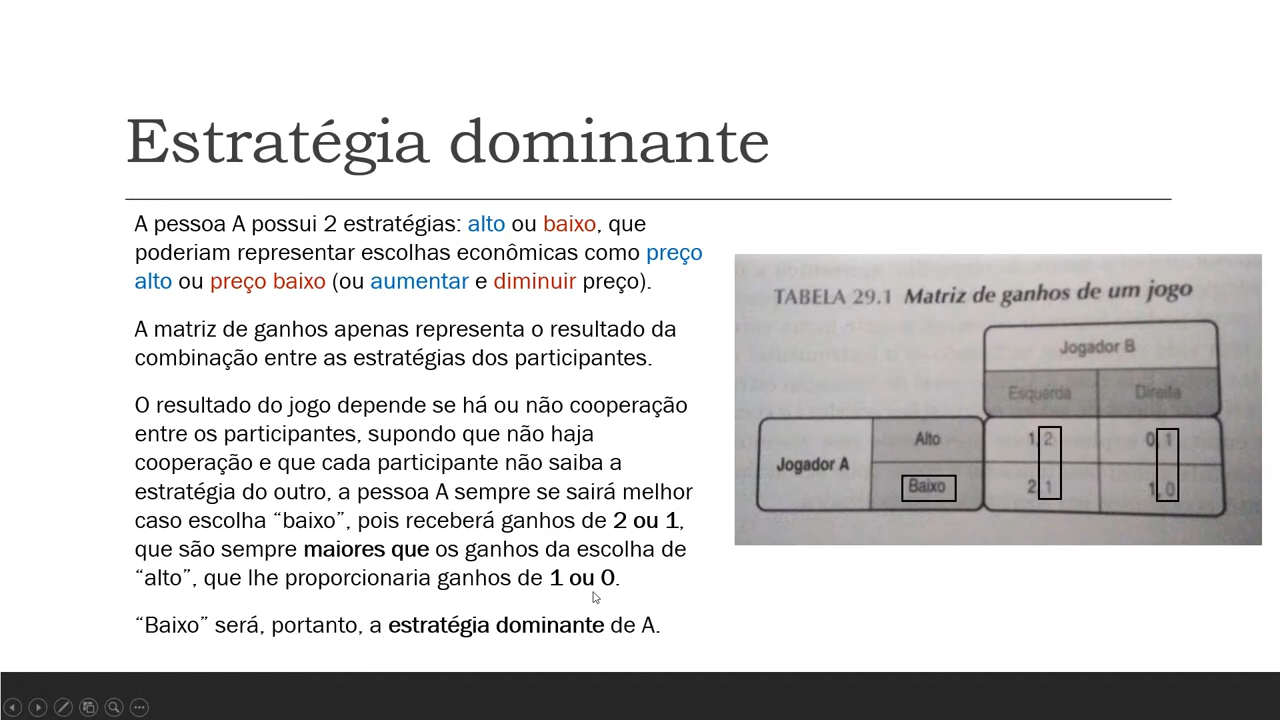 Estratégia dominante
A pessoa A possui 2 estratégias: alto ou baixo, que
poderiam representar escolhas econômicas como preço
alto ou preço baixo (ou aumentar e diminuir preço).
A matriz de ganhos apenas representa o resultado da
combinação entre as estratégias dos participantes.
O resultado do jogo depende se há ou não cooperação
entre os participantes, supondo que não haja
cooperação e que cada participante não saiba a
estratégia do outro, a pessoa A sempre se sairá melhor
caso escolha “baixo”, pois receberá ganhos de 2 ou 1,
que são sempre maiores que os ganhos da escolha de
“alto”, que lhe proporcionaria ganhos de 1 ou 0.
“Baixo” será, portanto, a estratégia dominante de A.
TABELA 29.1 Matriz de ganhos de um jogo
Jogador B
Esquerda Direita
Jogador A
Alto 1, 2 0, 1
Baixo 2, 1 1, 0